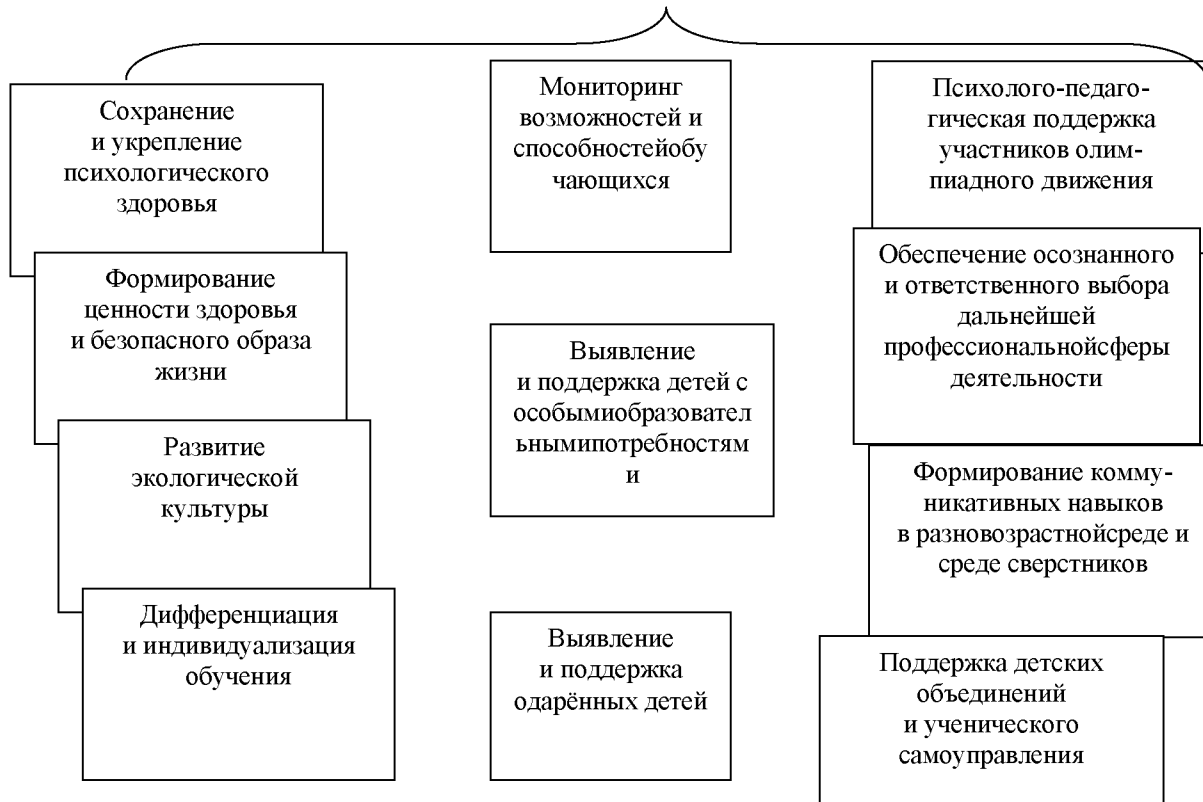 Сохранение
и укрепление
психологического
здоровья
Формирование
ценности здоровья
и безопасного образа
жизни
Развитие
экологической
культуры
Дифференциация
и индивидуализация
обучения
Мониторинг
возможностей и
способностейобу
чающихся
Выявление
и поддержка детей с
особымиобразовател
ьнымипотребностям
и
Выявление
и поддержка
одарённых детей
Психолого-педаго-
гическая поддержка
участников олим-
пиадного движения
Обеспечение осознанного
и ответственного выбора
дальнейшей
профессиональнойсферы
деятельности
Формирование комму-
никативных навыков
в разновозрастнойсреде и
среде сверстников
Поддержка детских
объединений
и ученического
самоуправления